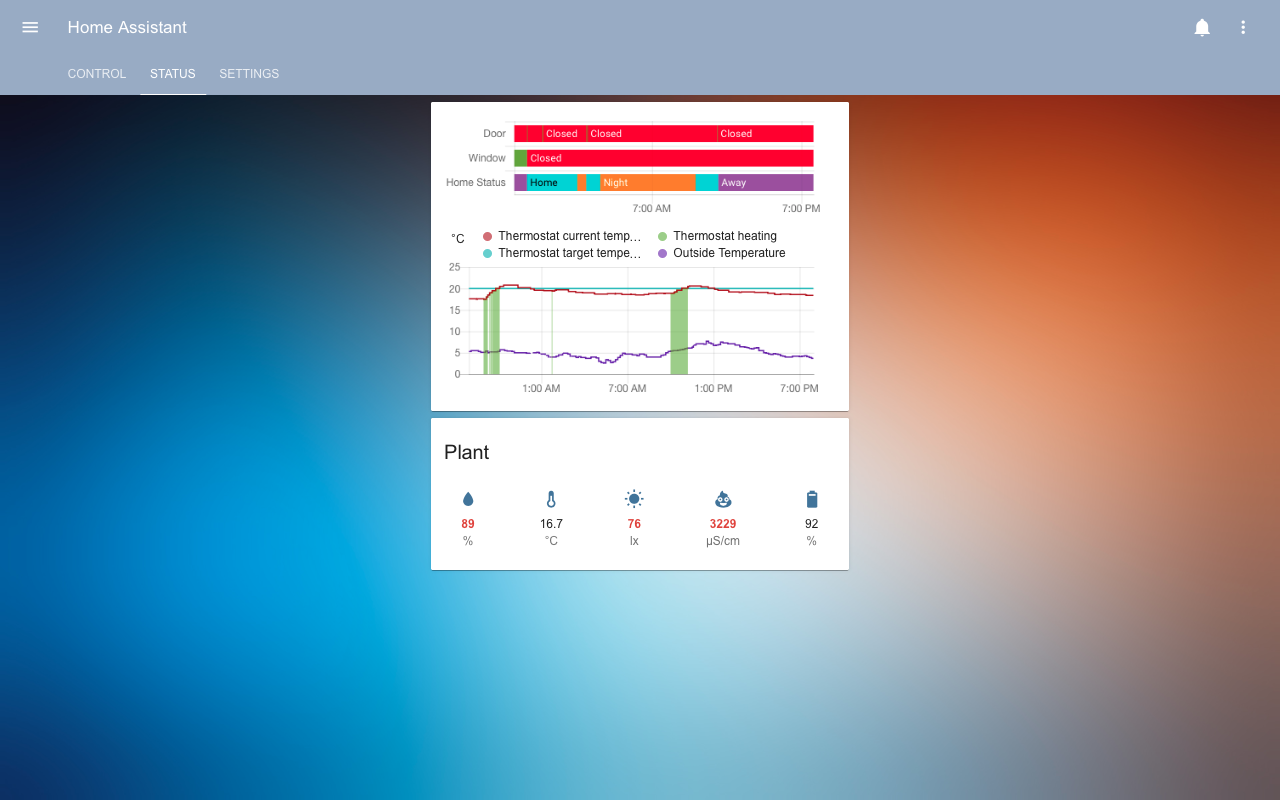 Home Assistant
CONTROL STATUS SETTINGS
Door Closed Closed Closed
Window Closed
Home Status Home Night Away
7:00 AM 7:00 PM
°C Thermostat current temp... Thermostat heating
Thermostat target tempe... Outside Temperature
25
20
15
10
5
0
1:00 AM 7:00 AM 1:00 PM 7:00 PM
Plant
89 16.7 76 3229 92
% °C lx µS/cm %